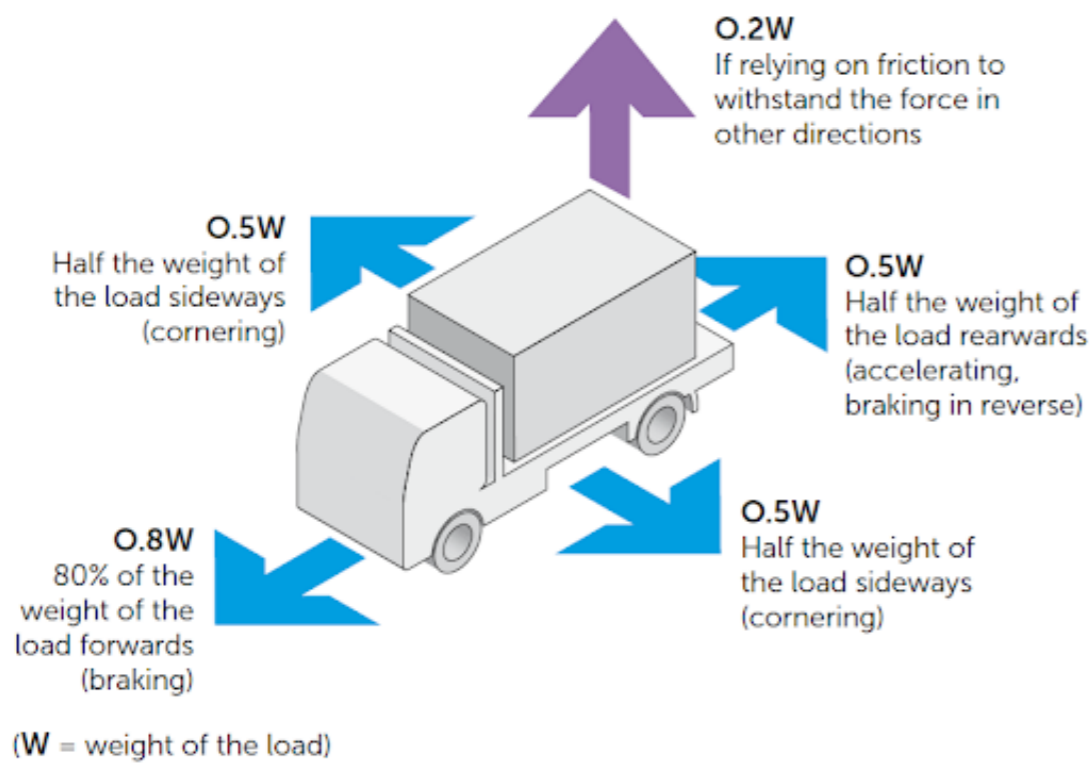 O.2W
If relying on friction to
withstand the force in
other directions
O.5W
Half the weight of
the load sideways
(cornering)
O.5W
Half the weight of
the load rearwards
(accelerating,
braking in reverse)
O.8W
80% of the
weight of the
load forwards
(braking)
O.5W
Half the weight of
the load sideways
(cornering)
(W = weight of the load)